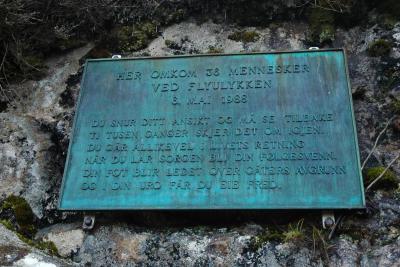 HER OMKOM 36 MENNESKER
VED FLYULYKKEN
6. MAI 1988
DU SNUR DITT ANSIKT OG MÅ SE TILBAKE
TI TUSEN GANGER SKJER DET OM IGJEN.
DU GÅR ALLIKEVEL I LIVETS RETNING
NÅR DU LAR SORGEN BLI DIN FØLGESVENN.
DIN FOT BLIR LEDET OVER GÅTERS AVGRUNN
OG I DIN URO FÅR DU EIE FRED.